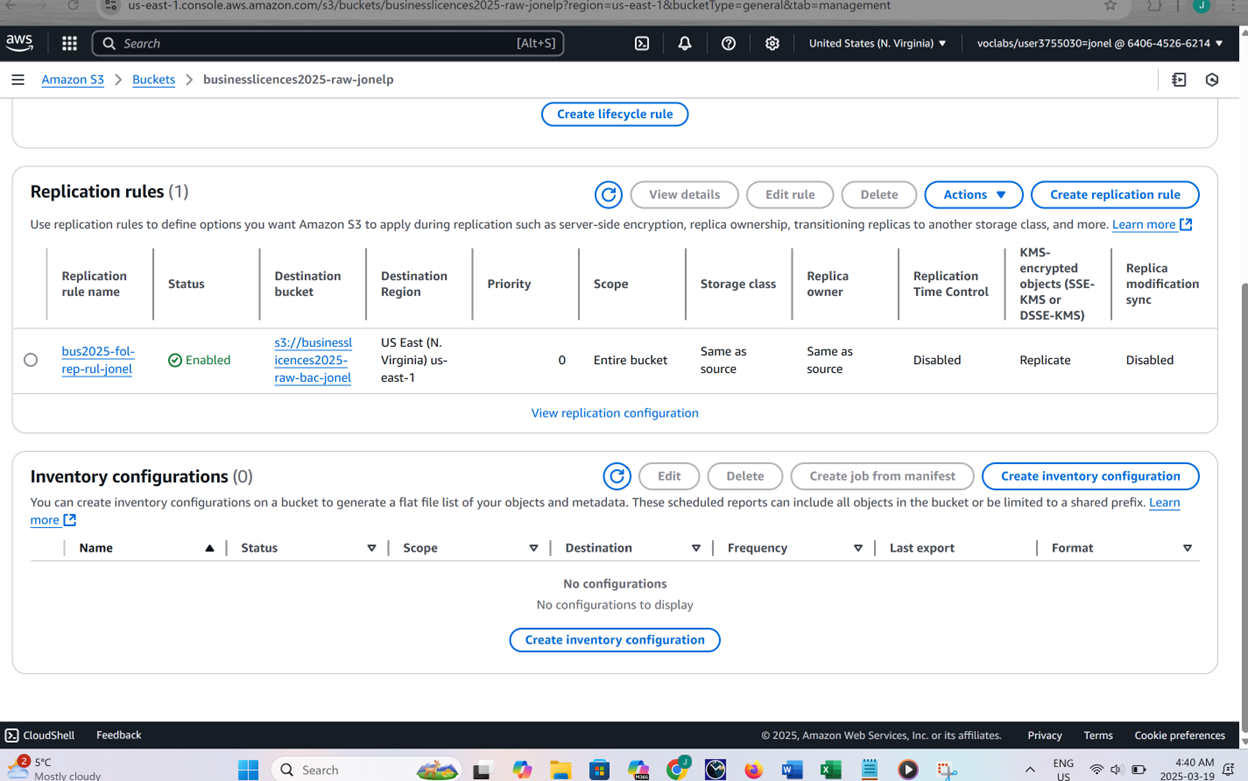 us-east-1.console.aws.amazon.com/s3/buckets/businesslicences2025-raw-jonelp?region=us-east-1&bucketType=general&tab=management
J
aws
Search
[Alt+S]
United States (N. Virginia)
voclabs/user3755030=jonel @ 6406-4526-6214
Amazon S3
Buckets
businesslicences2025-raw-jonelp
Create lifecycle rule
Replication rules (1)
View details
Edit rule
Delete
Actions
Create replication rule
Use replication rules to define options you want Amazon S3 to apply during replication such as server-side encryption, replica ownership, transitioning replicas to another storage class, and more. Learn more
Replication
rule name
Status
Destination
bucket
Destination
Region
Priority
Scope
Storage class
Replica
owner
Replication
Time Control
KMS-
encrypted
objects (SSE-
KMS or
DSSE-KMS)
Replica
modification
sync
bus2025-fol-
rep-rul-jonel
Enabled
s3://businessl
icences2025-
raw-bac-jonel
US East (N.
Virginia) us-
east-1
0
Entire bucket
Same as
source
Same as
source
Disabled
Replicate
Disabled
View replication configuration
Inventory configurations (0)
Edit
Delete
Create job from manifest
Create inventory configuration
You can create inventory configurations on a bucket to generate a flat file list of your objects and metadata. These scheduled reports can include all objects in the bucket or be limited to a shared prefix. Learn
more
Name
Status
Scope
Destination
Frequency
Last export
Format
No configurations
No configurations to display
Create inventory configuration
CloudShell
Feedback
© 2025, Amazon Web Services, Inc. or its affiliates.
Privacy
Terms
Cookie preferences
2
5°C
Mostly cloudy
Search
M365
J
ENG
US
4:40 AM
2025-03-18